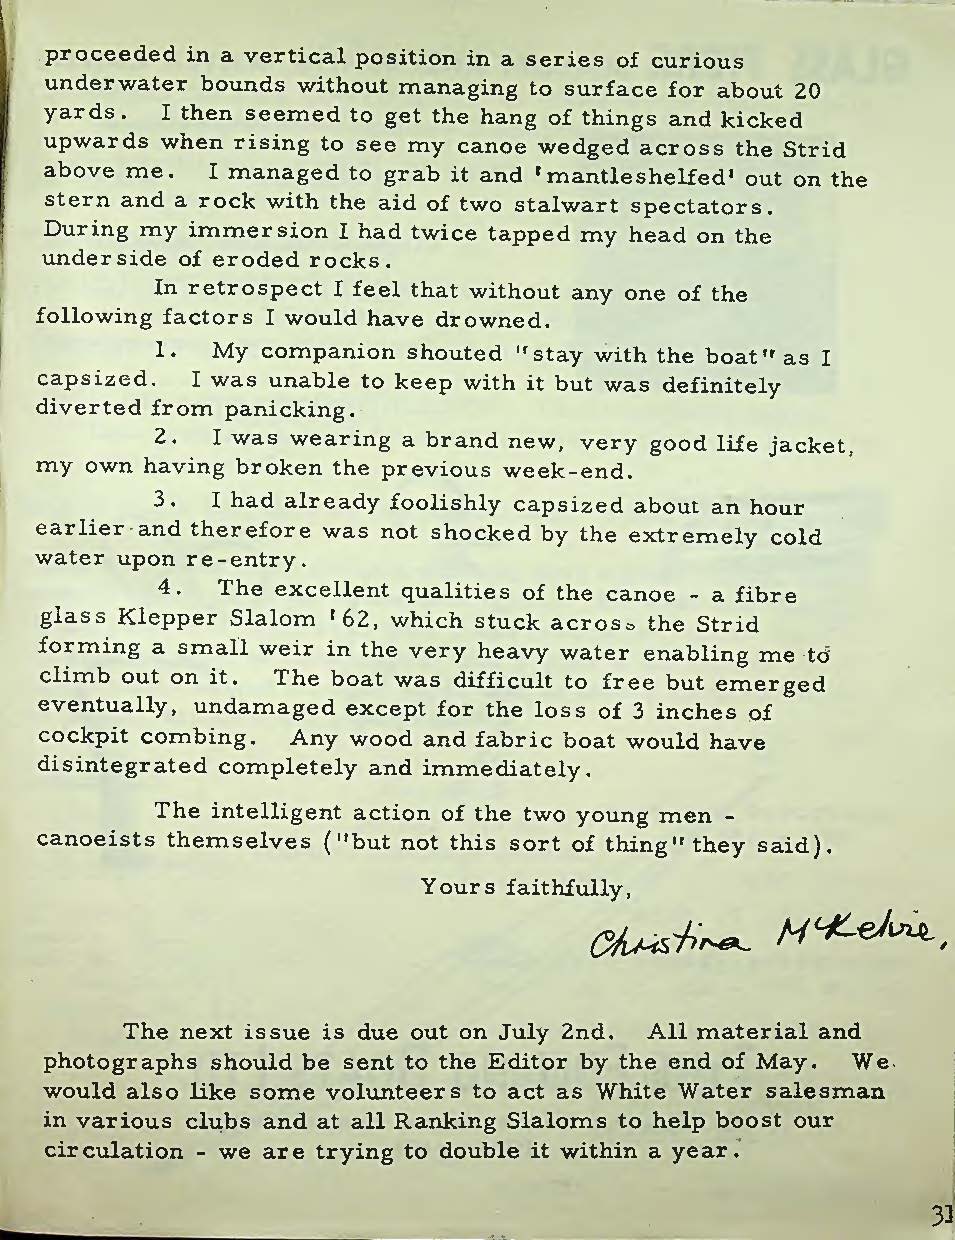 proceeded in a vertical position in a series of curious
underwater bounds without managing to surface for about 20
yards. I then seemed to get the hang of things and kicked
upwards when rising to see my canoe wedged across the Strid
above me. I managed to grab it and 'mantleshelfed' out on the
stern and a rock with the aid of two stalwart spectators.
During my immersion I had twice tapped my head on the
underside of eroded rocks.
In retrospect I feel that without any one of the
following factors I would have drowned.
1. My companion shouted "stay with the boat" as I
capsized. I was unable to keep with it but was definitely
diverted from panicking.
2. I was wearing a brand new, very good life jacket,
my own having broken the previous week-end.
3. I had already foolishly capsized about an hour
earlier and therefore was not shocked by the extremely cold
water upon re-entry.
4. The excellent qualities of the canoe - a fibre
glass Klepper Slalom '62, which stuck across the Strid
forming a small weir in the very heavy water enabling me to
climb out on it. The boat was difficult to free but emerged
eventually, undamaged except for the loss of 3 inches of
cockpit combing. Any wood and fabric boat would have
disintegrated completely and immediately.
The intelligent action of the two young men -
canoeists themselves ("but not this sort of thing" they said).
Yours faithfully,
Christina McKelvie,
The next issue is due out on July 2nd. All material and
photographs should be sent to the Editor by the end of May. We
would also like some volunteers to act as White Water salesman
in various clubs and at all Ranking Slaloms to help boost our
circulation - we are trying to double it within a year.
31